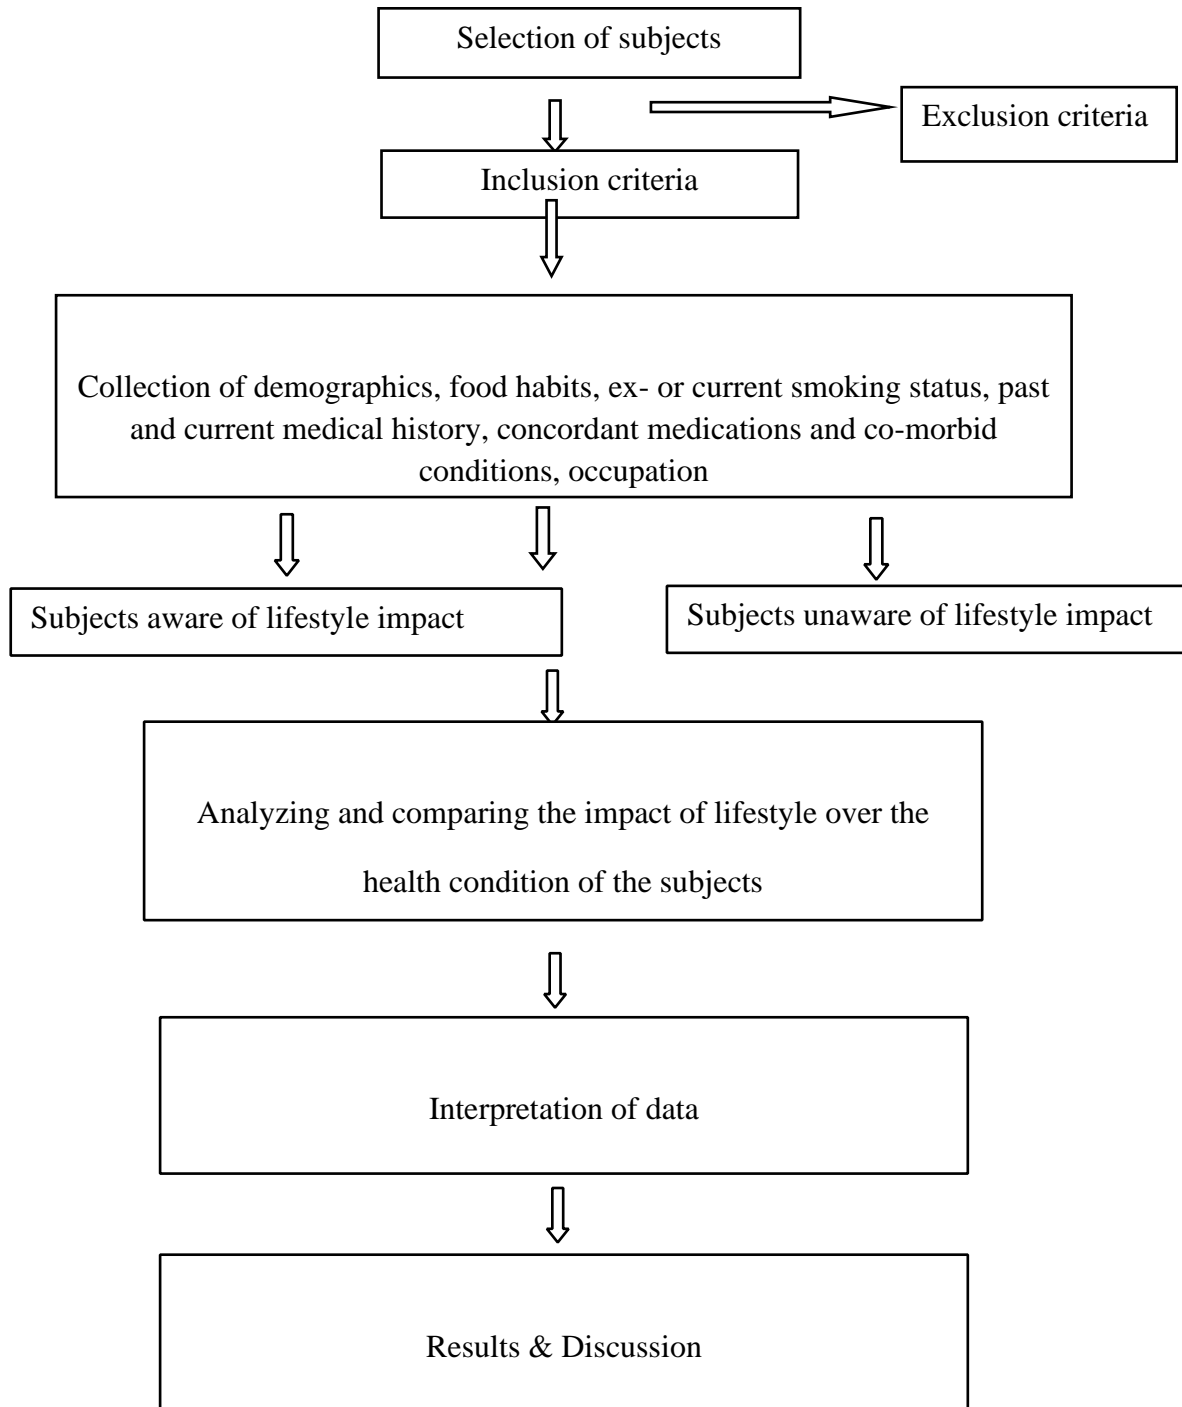 Selection of subjects
Exclusion criteria
Inclusion criteria
Collection of demographics, food habits, ex- or current smoking status, past
and current medical history, concordant medications and co-morbid
conditions, occupation
Subjects aware of lifestyle impact
Subjects unaware of lifestyle impact
Analyzing and comparing the impact of lifestyle over the
health condition of the subjects
Interpretation of data
Results & Discussion